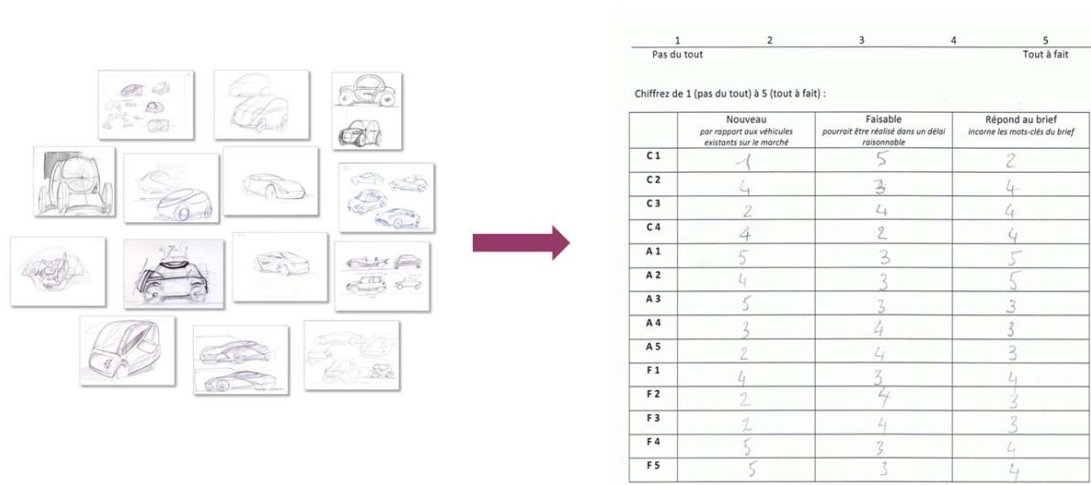 1 2 3 4 5
Pas du tout Tout à fait
Chiffrez de 1 (pas du tout) à 5 (tout à fait) :
Nouveau Faisable Répond au brief
par rapport aux véhicules pourrait être réalisé dans un délai incarne les mots-clés du brief
existants sur le marché raisonnable
C 1 1 5 2
C 2 4 3 4
C 3 2 4 4
C 4 4 2 4
A 1 5 3 5
A 2 4 3 5
A 3 5 3 3
A 4 3 4 3
A 5 2 4 3
F 1 4 3 4
F 2 2 4 3
F 3 2 4 3
F 4 5 3 4
F 5 5 3 4